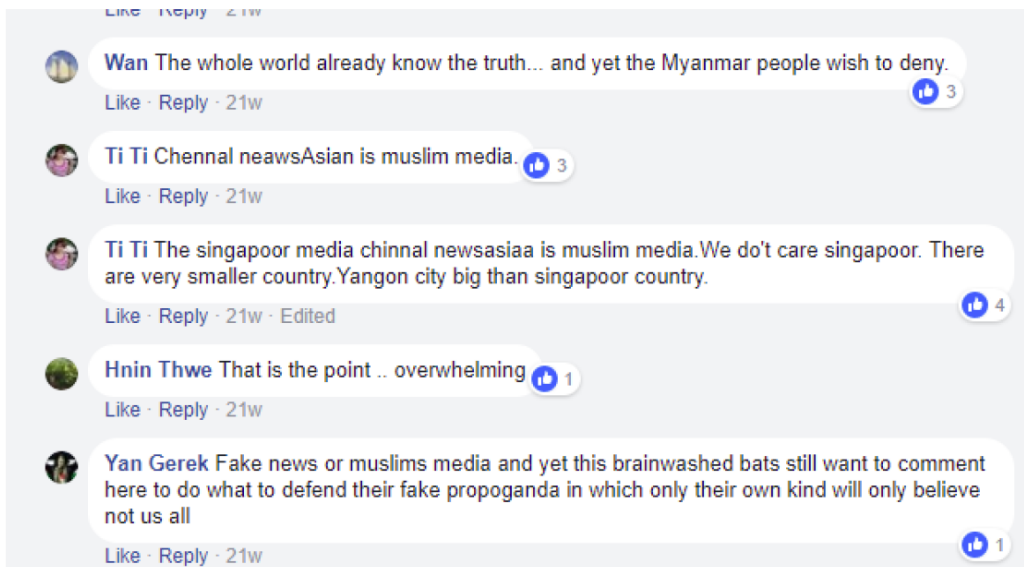 Like · Reply · 21w
Wan The whole world already know the truth... and yet the Myanmar people wish to deny.
3
Like · Reply · 21w
Ti Ti Chennal neawsAsian is muslim media.
3
Like · Reply · 21w
Ti Ti The singapoor media chinnal newsasiaa is muslim media.We do't care singapoor. There
are very smaller country.Yangon city big than singapoor country.
4
Like · Reply · 21w · Edited
Hnin Thwe That is the point .. overwhelming
1
Like · Reply · 21w
Yan Gerek Fake news or muslims media and yet this brainwashed bats still want to comment
here to do what to defend their fake propoganda in which only their own kind will only believe
not us all
1
Like · Reply · 21w